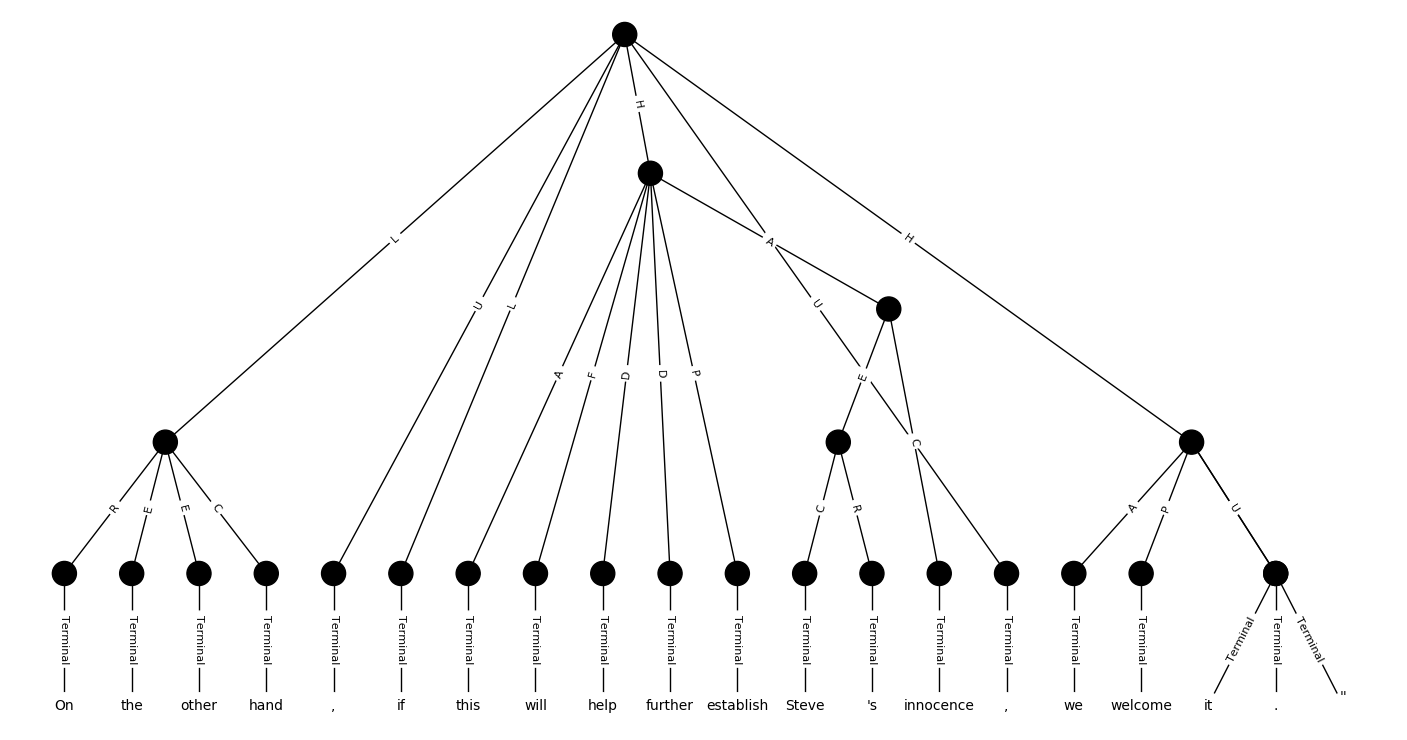 H
L
H
A
U
U
L
A
F
D
D
P
E
C
R
E
E
C
C
R
A
P
U
Terminal Terminal Terminal Terminal Terminal Terminal Terminal Terminal Terminal Terminal Terminal Terminal Terminal Terminal Terminal Terminal Terminal Terminal Terminal Terminal
On the other hand , if this will help further establish Steve 's innocence , we welcome it . "